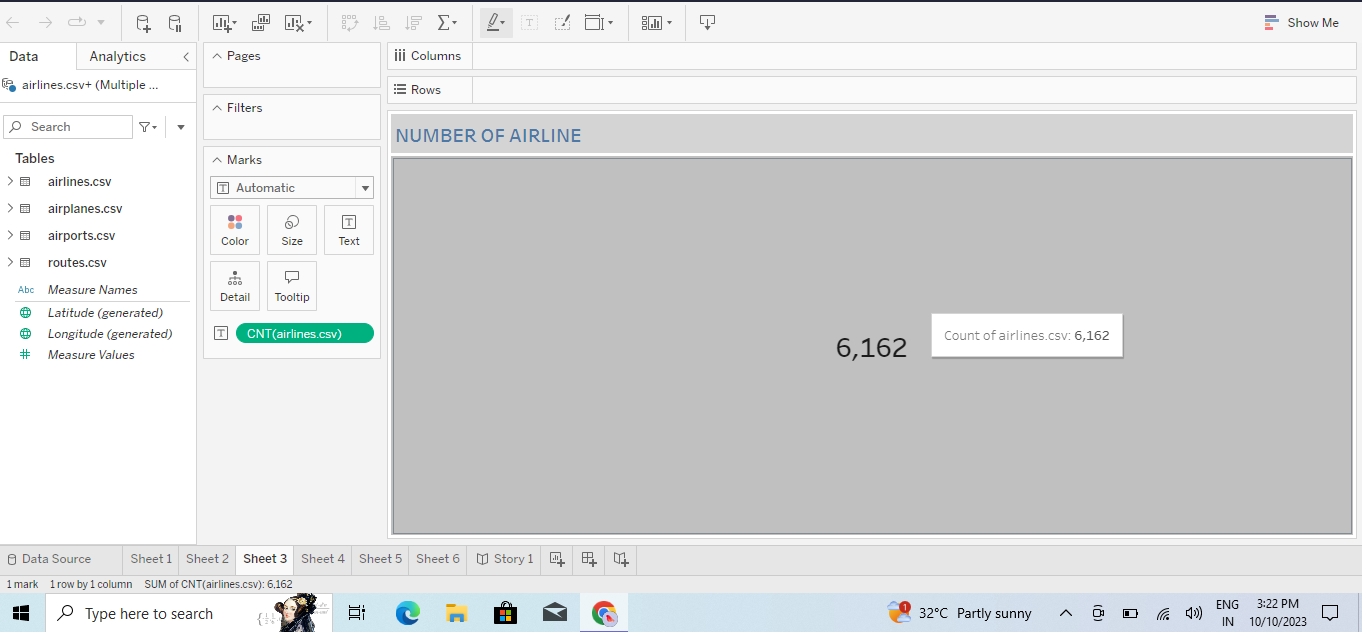 Show Me
Data
Analytics
Pages
Columns
airlines.csv+ (Multiple ...
Rows
Filters
Search
NUMBER OF AIRLINE
Tables
Marks
airlines.csv
Automatic
airplanes.csv
airports.csv
Color
Size
Text
routes.csv
Abc Measure Names
Detail
Tooltip
Latitude (generated)
Longitude (generated)
CNT(airlines.csv)
Measure Values
6,162
Count of airlines.csv: 6,162
Data Source
Sheet 1
Sheet 2
Sheet 3
Sheet 4
Sheet 5
Sheet 6
Story 1
1 mark 1 row by 1 column SUM of CNT(airlines.csv): 6,162
Type here to search
1
32°C Partly sunny
ENG
IN
3:22 PM
10/10/2023